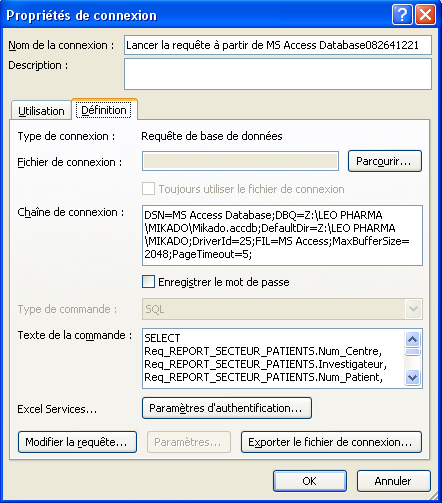 Propriétés de connexion
Nom de la connexion : Lancer la requête à partir de MS Access Database082641221
Description :
Utilisation Définition
Type de connexion : Requête de base de données
Fichier de connexion : Parcourir...
Toujours utiliser le fichier de connexion
Chaîne de connexion : DSN=MS Access Database;DBQ=Z:\LEO PHARMA
\MIKADO\Mikado.accdb;DefaultDir=Z:\LEO PHARMA
\MIKADO;DriverId=25;FIL=MS Access;MaxBufferSize=
2048;PageTimeout=5;
Enregistrer le mot de passe
Type de commande : SQL
Texte de la commande : SELECT
Req_REPORT_SECTEUR_PATIENTS.Num_Centre,
Req_REPORT_SECTEUR_PATIENTS.Investigateur,
Req_REPORT_SECTEUR_PATIENTS.Num_Patient,
Excel Services... Paramètres d'authentification...
Modifier la requête... Paramètres... Exporter le fichier de connexion...
OK Annuler